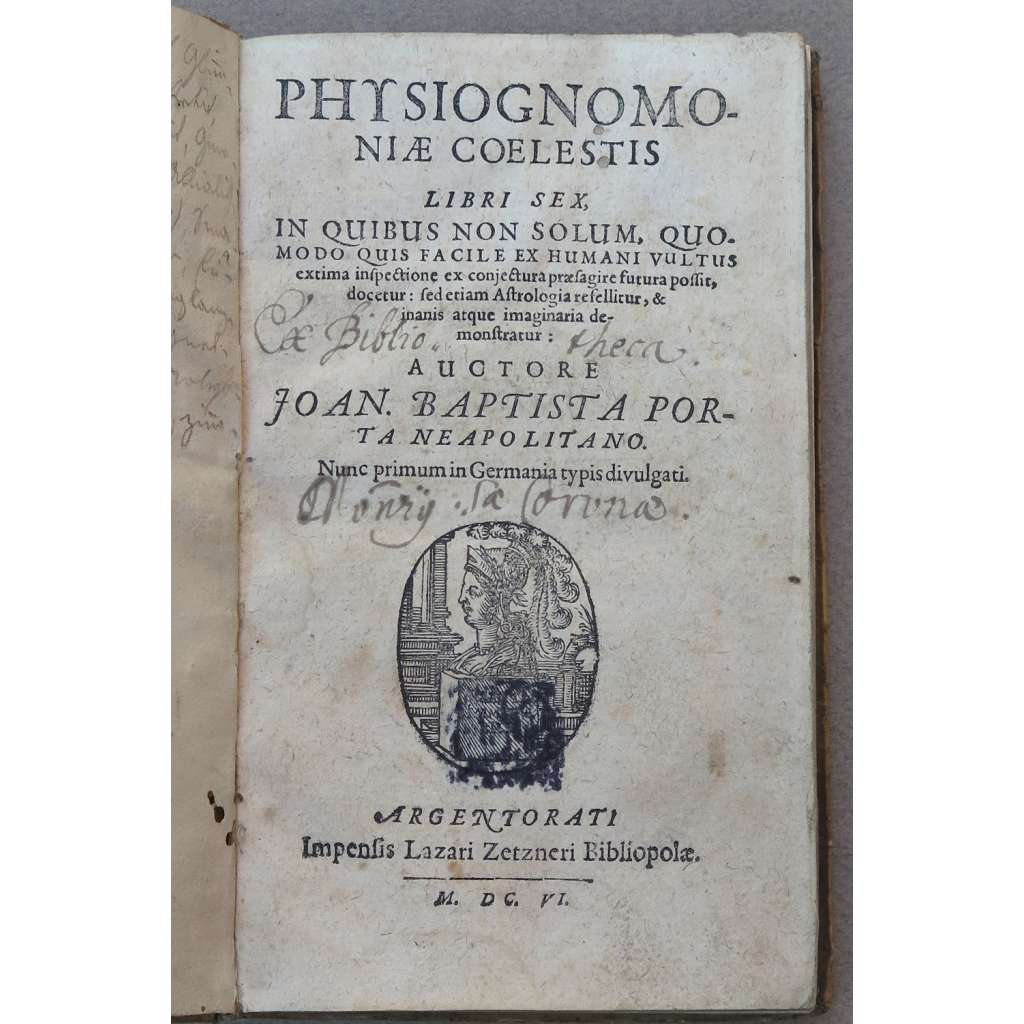 PHYSIOGNOMO-
NIÆ COELESTIS
LIBRI SEX,
IN QUIBUS NON SOLUM, QUO-
MODO QUIS FACILE EX HUMANI VULTUS
extima inſpectione ex conjectura præsagire futura poſſit,
docetur: ſed etiam Aſtrologia refellitur, &
inanis atque imaginaria de-
monſtratur:
Ex Biblio theca
AUCTORE
JOAN. BAPTISTA POR-
TA NEAPOLITANO.
Nunc primum in Germania typis divulgati.
Coronæ.
ARGENTORATI
Impenſis Lazari Zetzneri Bibliopolæ.
M. DC. VI.